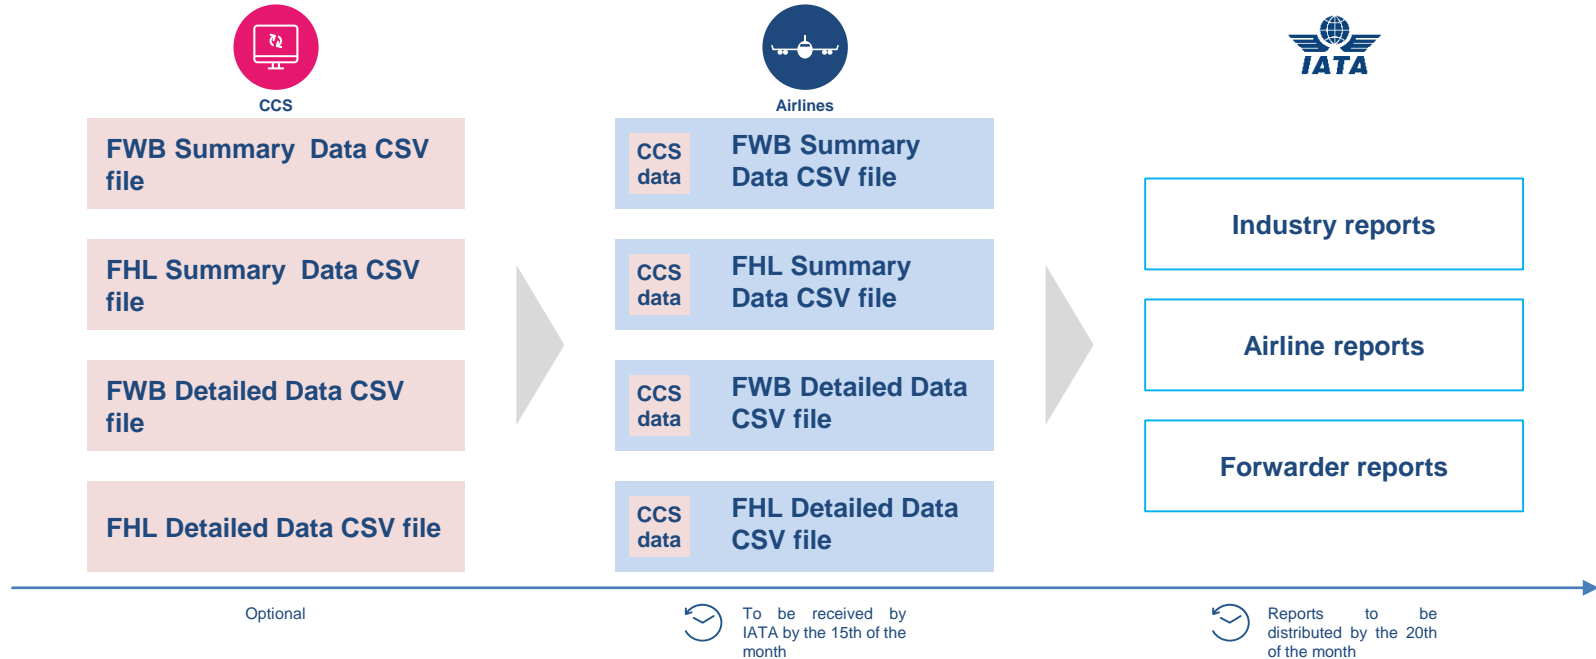 CCS
FWB Summary Data CSV
file
FHL Summary Data CSV
file
FWB Detailed Data CSV
file
FHL Detailed Data CSV file
Optional
Airlines
CCS
data
FWB Summary
Data CSV file
CCS
data
FHL Summary
Data CSV file
CCS
data
FWB Detailed Data
CSV file
CCS
data
FHL Detailed Data
CSV file
To be received by
IATA by the 15th of the
month
IATA
Industry reports
Airline reports
Forwarder reports
Reports to be
distributed by the 20th
of the month